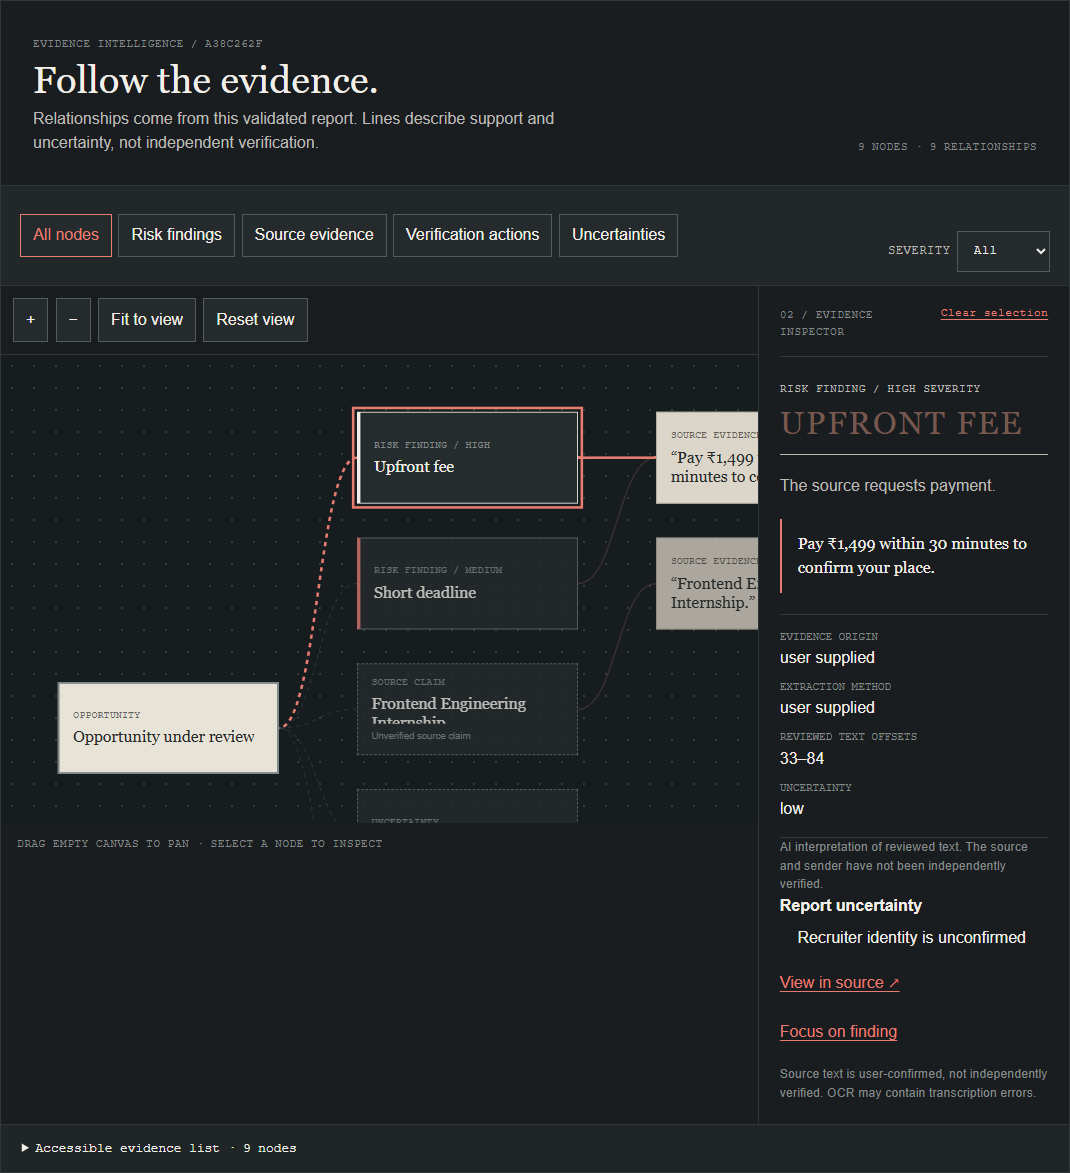 EVIDENCE INTELLIGENCE / A38C262F
Follow the evidence.
Relationships come from this validated report. Lines describe support and
uncertainty, not independent verification.
9 NODES · 9 RELATIONSHIPS
All nodes
Risk findings
Source evidence
Verification actions
Uncertainties
SEVERITY
All
+
−
Fit to view
Reset view
RISK FINDING / HIGH
Upfront fee
SOURCE EVIDENC
“Pay ₹1,499
minutes to c
RISK FINDING / MEDIUM
Short deadline
SOURCE EVIDENC
“Frontend E
Internship.”
SOURCE CLAIM
Frontend Engineering
Internship
Unverified source claim
OPPORTUNITY
Opportunity under review
UNCERTAINTY
DRAG EMPTY CANVAS TO PAN · SELECT A NODE TO INSPECT
02 / EVIDENCE
INSPECTOR
Clear selection
RISK FINDING / HIGH SEVERITY
UPFRONT FEE
The source requests payment.
Pay ₹1,499 within 30 minutes to
confirm your place.
EVIDENCE ORIGIN
user supplied
EXTRACTION METHOD
user supplied
REVIEWED TEXT OFFSETS
33–84
UNCERTAINTY
low
AI interpretation of reviewed text. The source
and sender have not been independently
verified.
Report uncertainty
Recruiter identity is unconfirmed
View in source ↗
Focus on finding
Source text is user-confirmed, not independently
verified. OCR may contain transcription errors.
▶ Accessible evidence list · 9 nodes